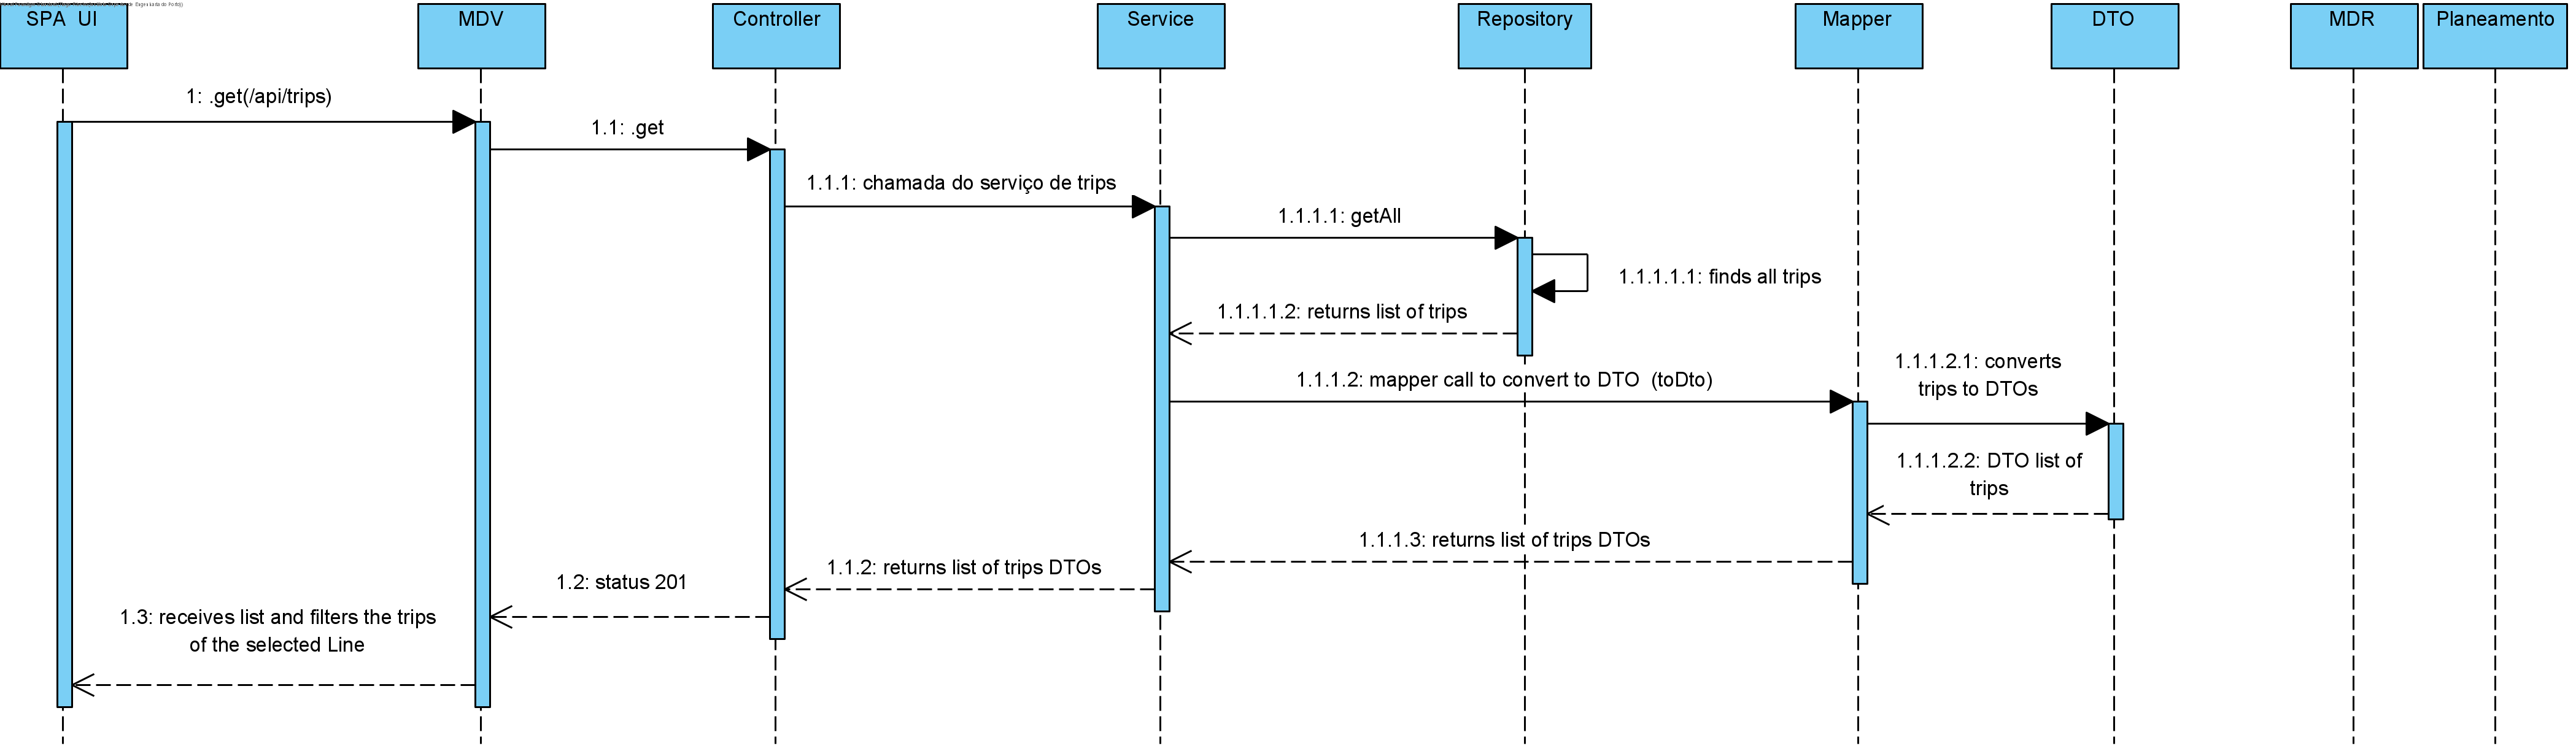 SPA UI
MDV
Controller
Service
Repository
Mapper
DTO
MDR
Planeamento
1: .get(/api/trips)
1.1: .get
1.1.1: chamada do serviço de trips
1.1.1.1: getAll
1.1.1.1.1: finds all trips
1.1.1.1.2: returns list of trips
1.1.1.2: mapper call to convert to DTO (toDto)
1.1.1.2.1: converts
trips to DTOs
1.1.1.2.2: DTO list of
trips
1.1.1.3: returns list of trips DTOs
1.1.2: returns list of trips DTOs
1.2: status 201
1.3: receives list and filters the trips
of the selected Line